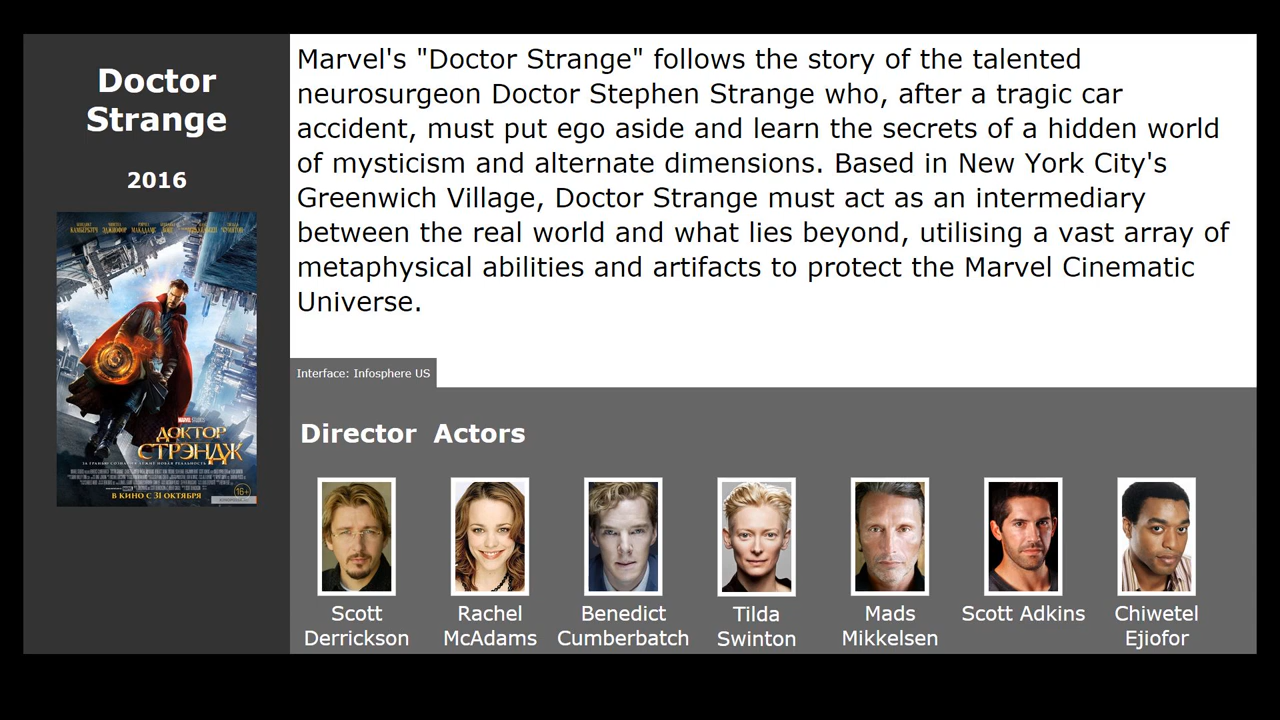 Doctor
Strange
2016
MARVEL STUDIOS
ДОКТОР
СТРЭНДЖ
В КИНО С 31 ОКТЯБРЯ
16+
Marvel's "Doctor Strange" follows the story of the talented
neurosurgeon Doctor Stephen Strange who, after a tragic car
accident, must put ego aside and learn the secrets of a hidden world
of mysticism and alternate dimensions. Based in New York City's
Greenwich Village, Doctor Strange must act as an intermediary
between the real world and what lies beyond, utilising a vast array of
metaphysical abilities and artifacts to protect the Marvel Cinematic
Universe.
Interface: Infosphere US
Director Actors
Scott
Derrickson
Rachel
McAdams
Benedict
Cumberbatch
Tilda
Swinton
Mads
Mikkelsen
Scott Adkins
Chiwetel
Ejiofor